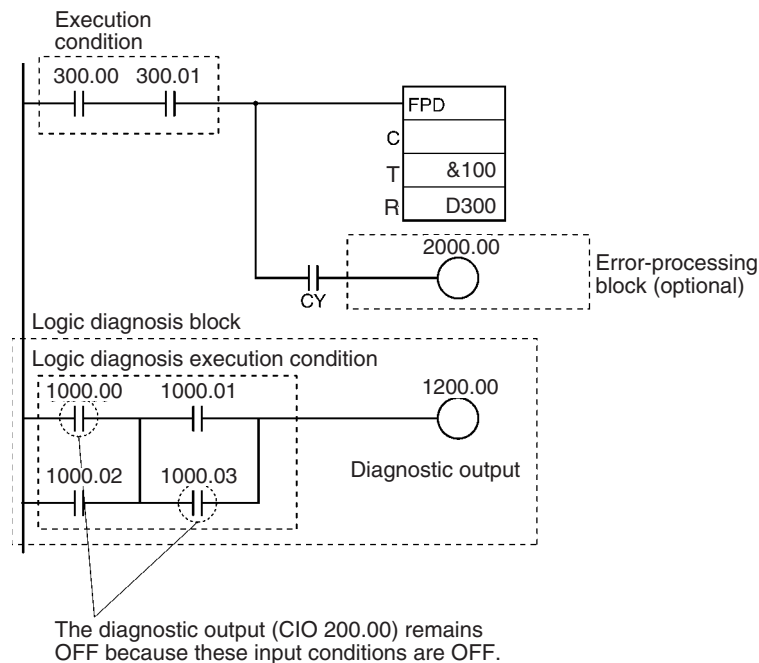 Execution
condition
300.00 300.01
FPD
C
T &100
R D300
2000.00
CY
Error-processing
block (optional)
Logic diagnosis block
Logic diagnosis execution condition
1000.00 1000.01 1200.00
1000.02 1000.03 Diagnostic output
The diagnostic output (CIO 200.00) remains
OFF because these input conditions are OFF.